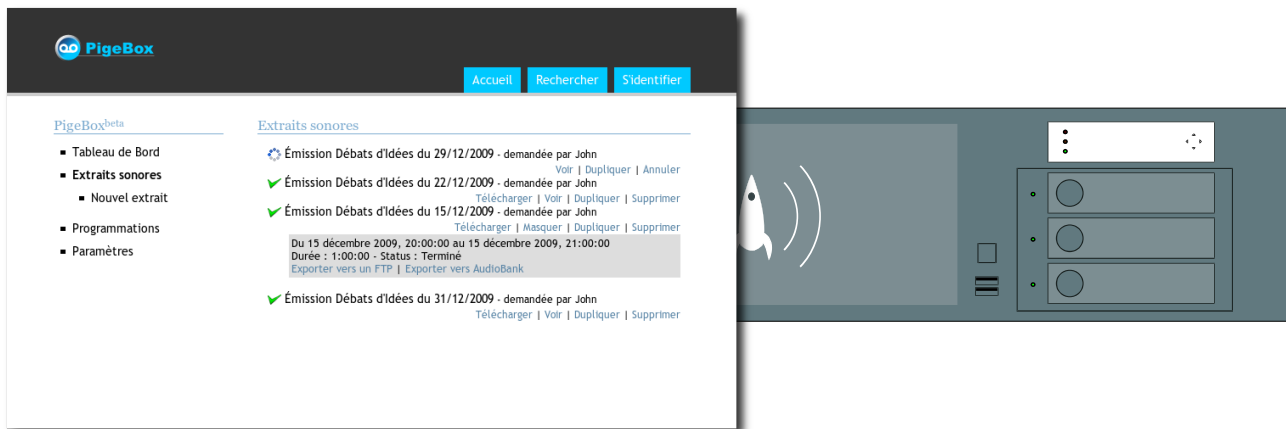 PigeBox
Accueil Rechercher S'identifier
PigeBoxbeta
Tableau de Bord
Extraits sonores
Nouvel extrait
Programmations
Paramètres
Extraits sonores
Émission Débats d'Idées du 29/12/2009 - demandée par John
Voir | Dupliquer | Annuler
Émission Débats d'Idées du 22/12/2009 - demandée par John
Télécharger | Voir | Dupliquer | Supprimer
Émission Débats d'Idées du 15/12/2009 - demandée par John
Télécharger | Masquer | Dupliquer | Supprimer
Du 15 décembre 2009, 20:00:00 au 15 décembre 2009, 21:00:00
Durée : 1:00:00 - Status : Terminé
Exporter vers un FTP | Exporter vers AudioBank
Émission Débats d'Idées du 31/12/2009 - demandée par John
Télécharger | Voir | Dupliquer | Supprimer